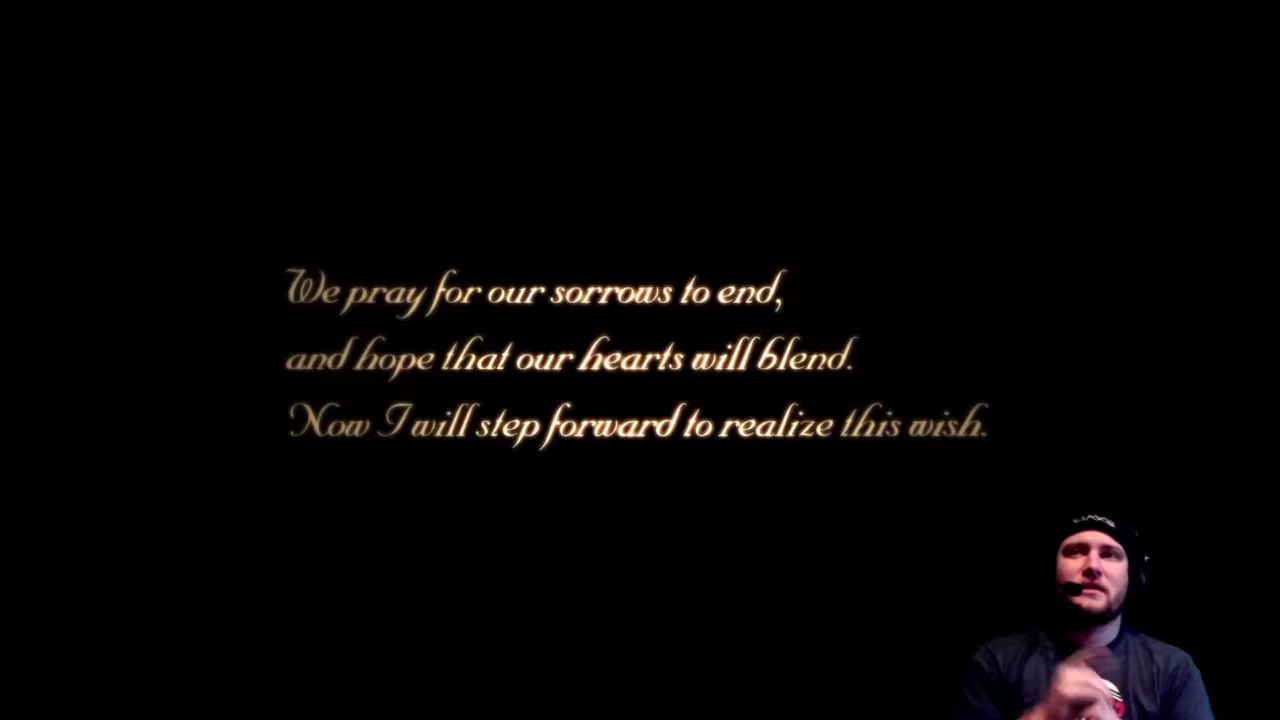 We pray for our sorrows to end,
and hope that our hearts will blend.
Now I will step forward to realize this wish.